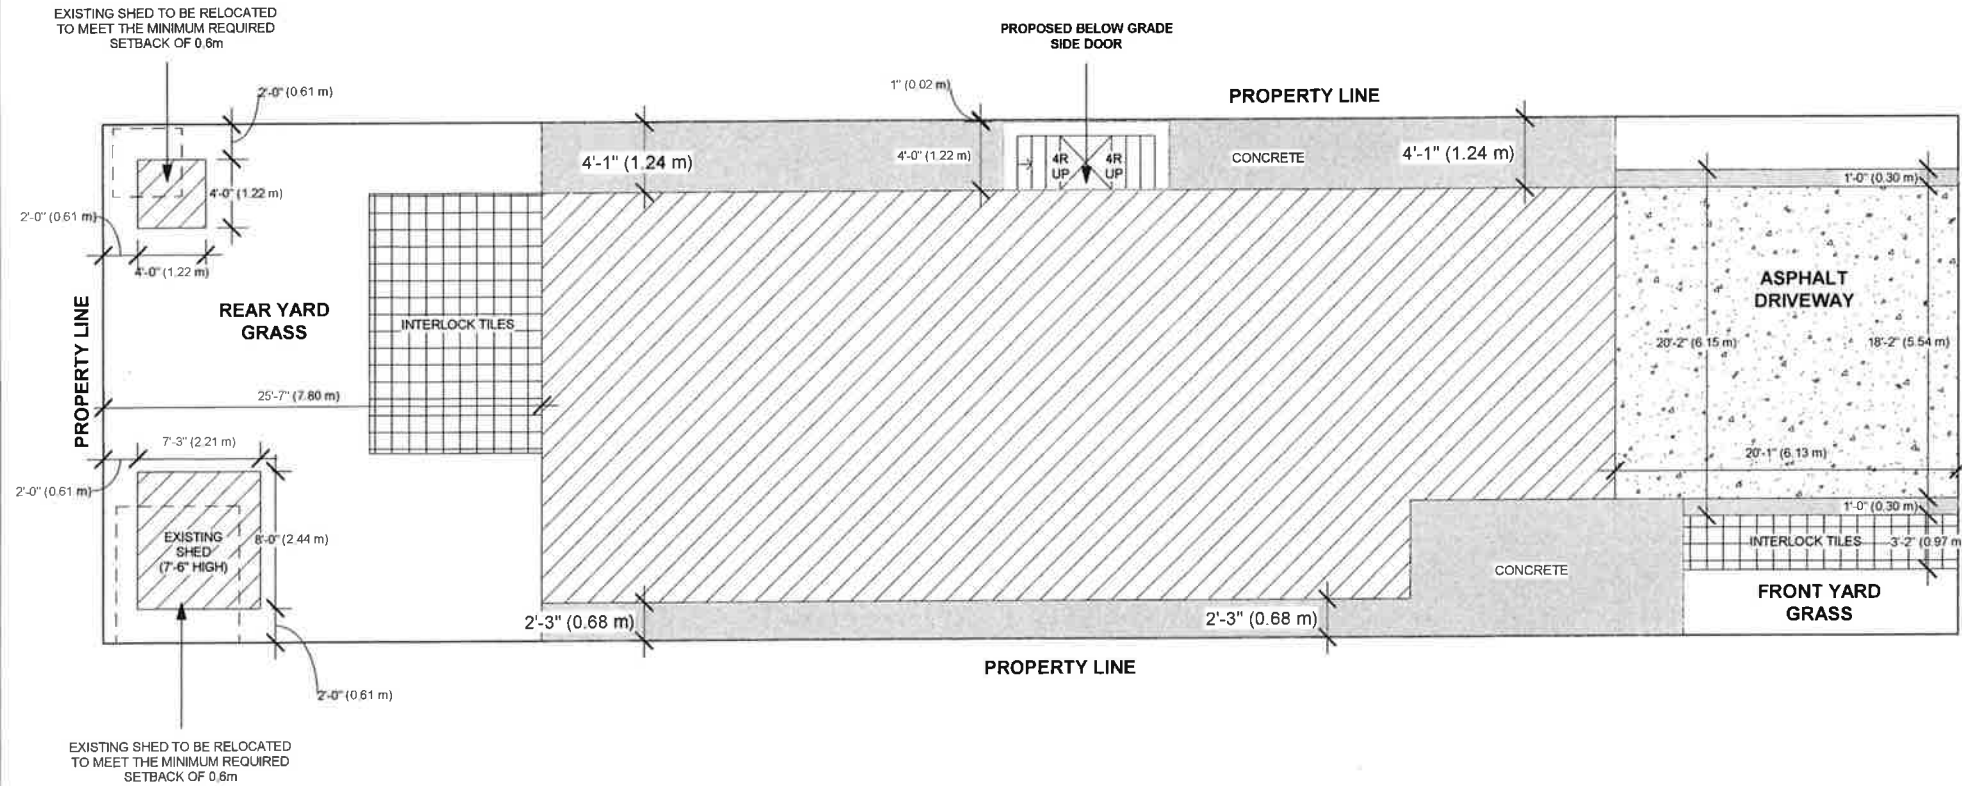 EXISTING SHED TO BE RELOCATED
TO MEET THE MINIMUM REQUIRED
SETBACK OF 0.6m
PROPOSED BELOW GRADE
SIDE DOOR
2'-0" (0.61 m)
1" (0.02 m)
PROPERTY LINE
4'-1" (1.24 m)
4'-0" (1.22 m)
4R
UP
4R
UP
CONCRETE
4'-1" (1.24 m)
1'-0" (0.30 m)
4'-0" (1.22 m)
2'-0" (0.61 m)
4'-0" (1.22 m)
PROPERTY LINE
REAR YARD
GRASS
INTERLOCK TILES
ASPHALT
DRIVEWAY
20'-2" (6.15 m)
18'-2" (5.54 m)
25'-7" (7.80 m)
7'-3" (2.21 m)
20'-1" (6.13 m)
2'-0" (0.61 m)
1'-0" (0.30 m)
EXISTING
SHED
(7'-6" HIGH)
8'-0" (2.44 m)
INTERLOCK TILES
3'-2" (0.97 m
CONCRETE
FRONT YARD
GRASS
2'-3" (0.68 m)
2'-3" (0.68 m)
PROPERTY LINE
2'-0" (0.61 m)
EXISTING SHED TO BE RELOCATED
TO MEET THE MINIMUM REQUIRED
SETBACK OF 0.6m